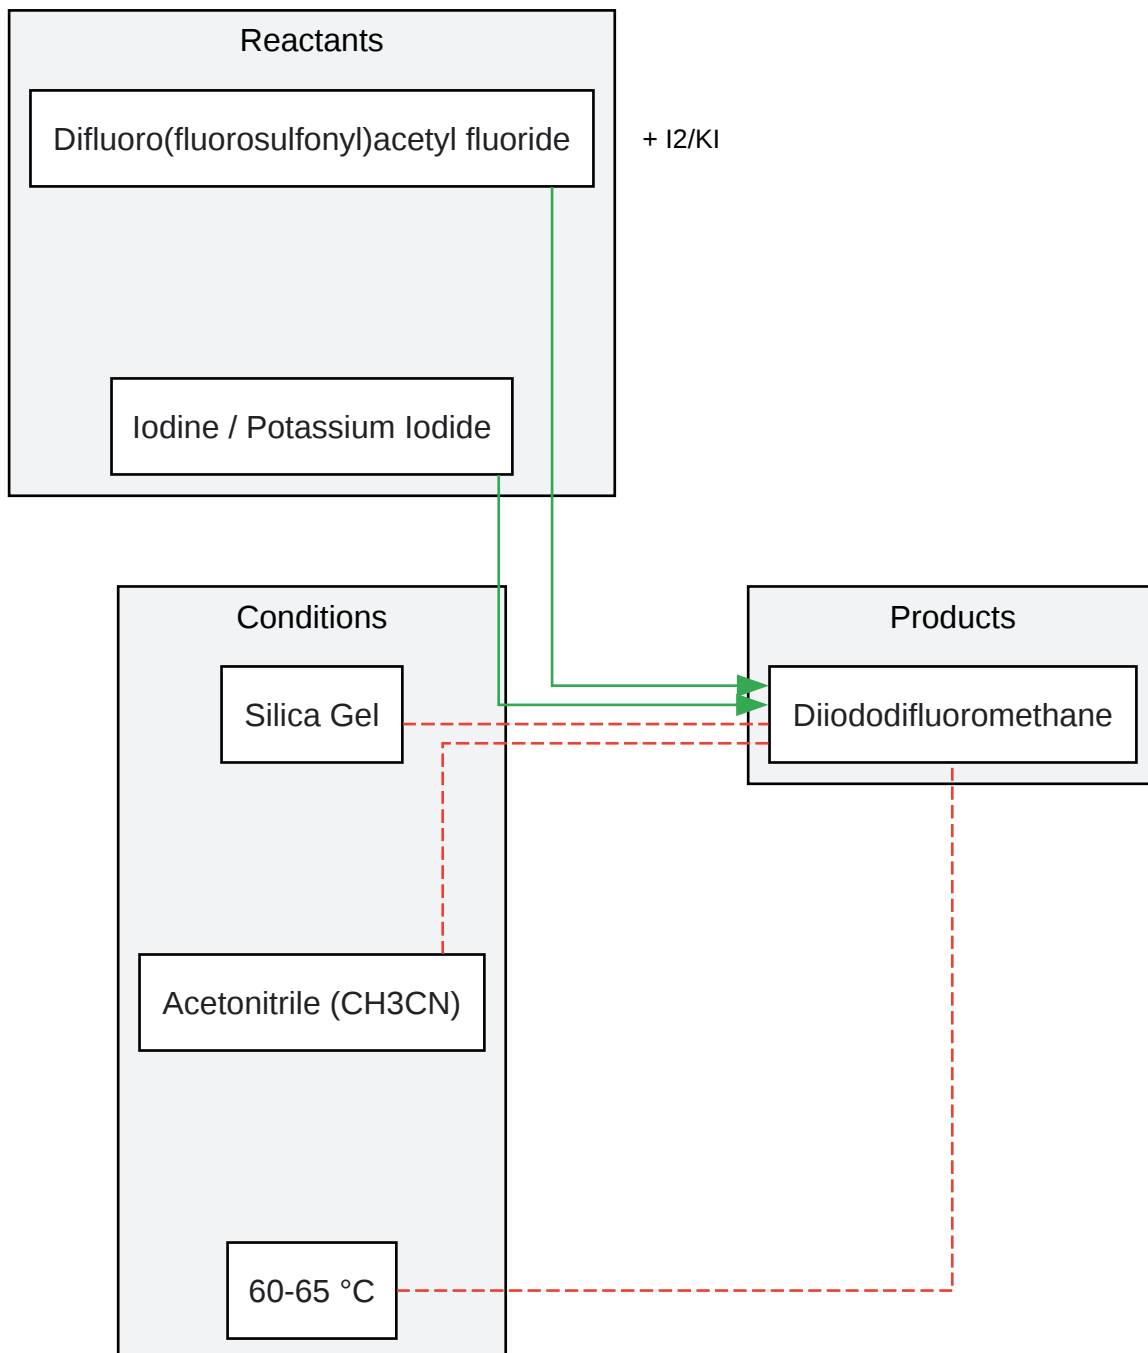 Reactants
Difluoro(fluorosulfonyl)acetyl fluoride
+ I2/KI
Iodine / Potassium Iodide
Conditions
Products
Silica Gel
Diiododifluoromethane
Acetonitrile (CH3CN)
60-65 °C